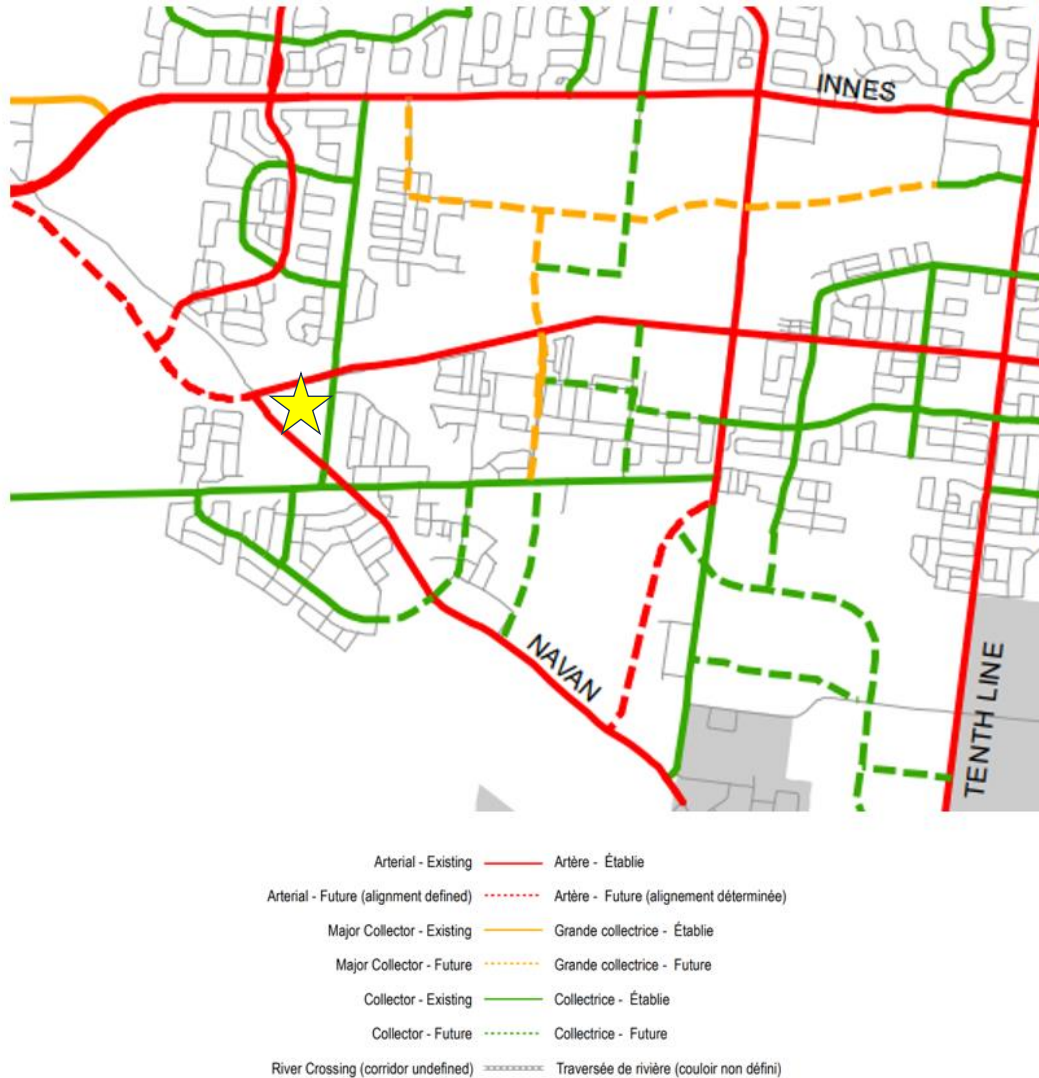 INNES
NAVAN
TENTH LINE
Arterial - Existing Artère - Établie
Arterial - Future (alignment defined) Artère - Future (alignement déterminée)
Major Collector - Existing Grande collectrice - Établie
Major Collector - Future Grande collectrice - Future
Collector - Existing Collectrice - Établie
Collector - Future Collectrice - Future
River Crossing (corridor undefined) Traversée de rivière (couloir non défini)